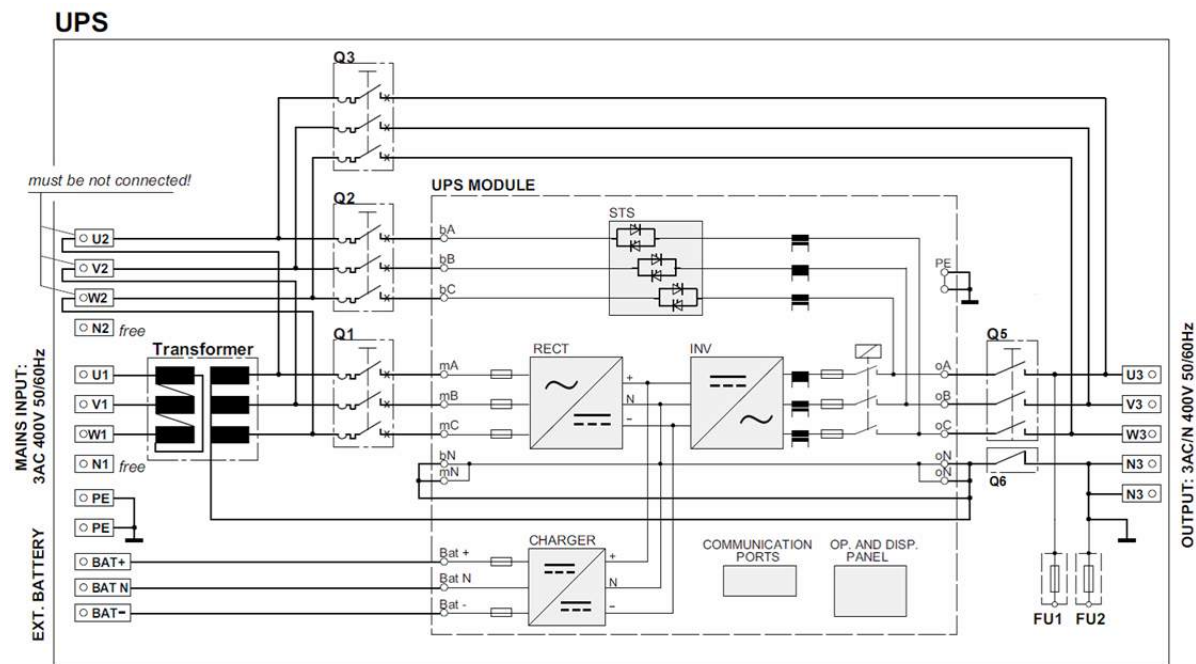 UPS
Q3
must be not connected!
UPS MODULE
Q2
STS
U2
bA
V2
bB
PE
W2
bC
N2 free
Transformer
Q1
RECT
INV
Q5
MAINS INPUT:
3AC 400V 50/60Hz
U1
mA
oA
U3
V1
mB
+
N
-
oB
V3
W1
mC
oC
W3
OUTPUT: 3AC/N 400V 50/60Hz
N1 free
bN
oN
N3
mN
oN
Q6
PE
N3
PE
EXT. BATTERY
CHARGER
COMMUNICATION
PORTS
OP. AND DISP.
PANEL
BAT+
Bat +
+
BAT N
Bat N
N
BAT-
Bat -
-
FU1
FU2